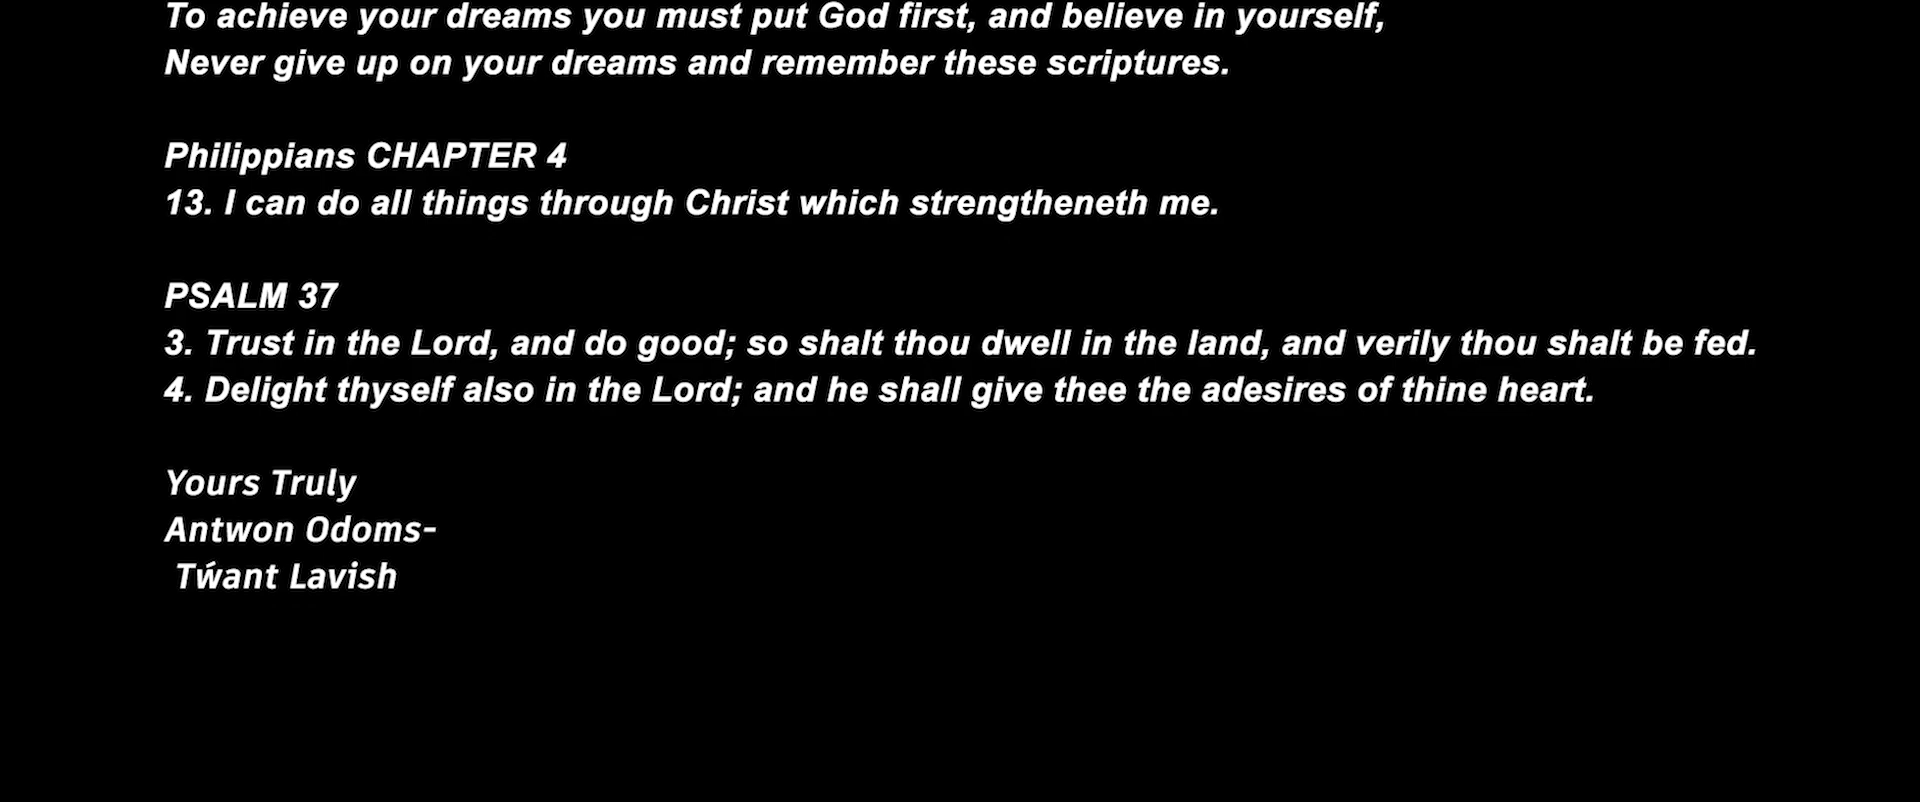 To achieve your dreams you must put God first, and believe in yourself,
Never give up on your dreams and remember these scriptures.
Philippians CHAPTER 4
13. I can do all things through Christ which strengtheneth me.
PSALM 37
3. Trust in the Lord, and do good; so shalt thou dwell in the land, and verily thou shalt be fed.
4. Delight thyself also in the Lord; and he shall give thee the adesires of thine heart.
Yours Truly
Antwon Odoms-
Tẃant Lavish